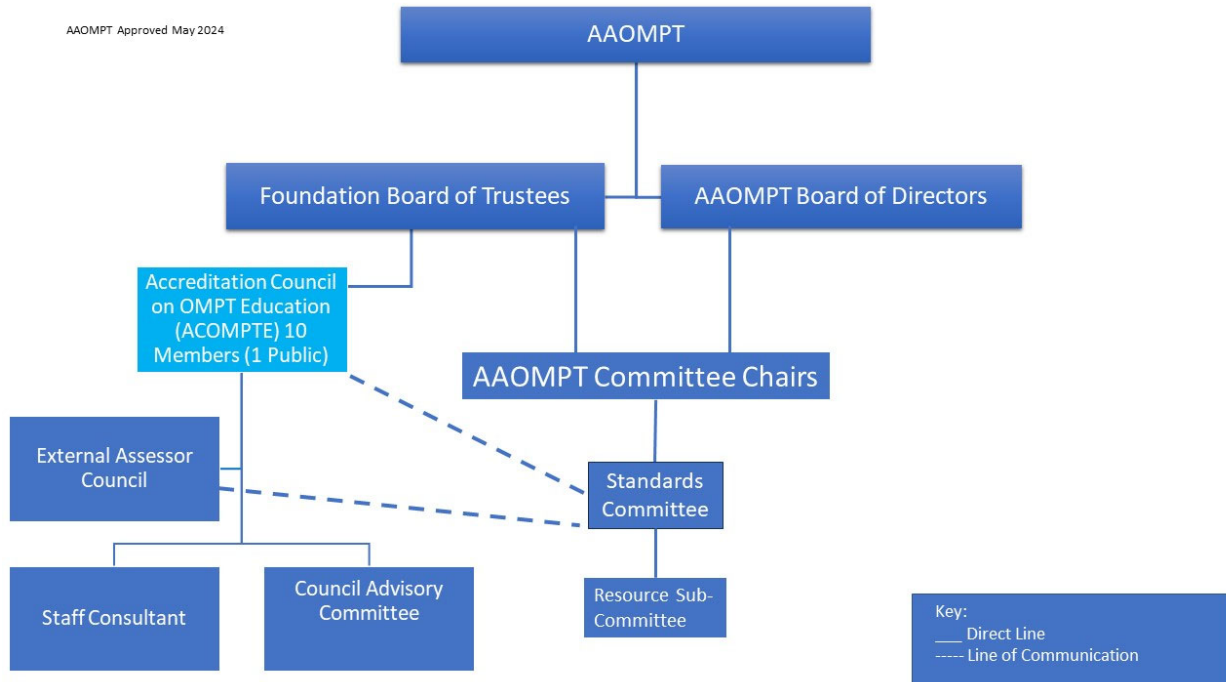 AAOMPT Approved May 2024
AAOMPT
Foundation Board of Trustees
AAOMPT Board of Directors
Accreditation Council
on OMPT Education
(ACOMPTE) 10
Members (1 Public)
AAOMPT Committee Chairs
External Assessor
Council
Standards
Committee
Staff Consultant
Council Advisory
Committee
Resource Sub-
Committee
Key:
___ Direct Line
----- Line of Communication